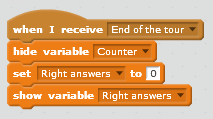 when I receive End of the tour
hide variable Counter
set Right answers to 0
show variable Right answers